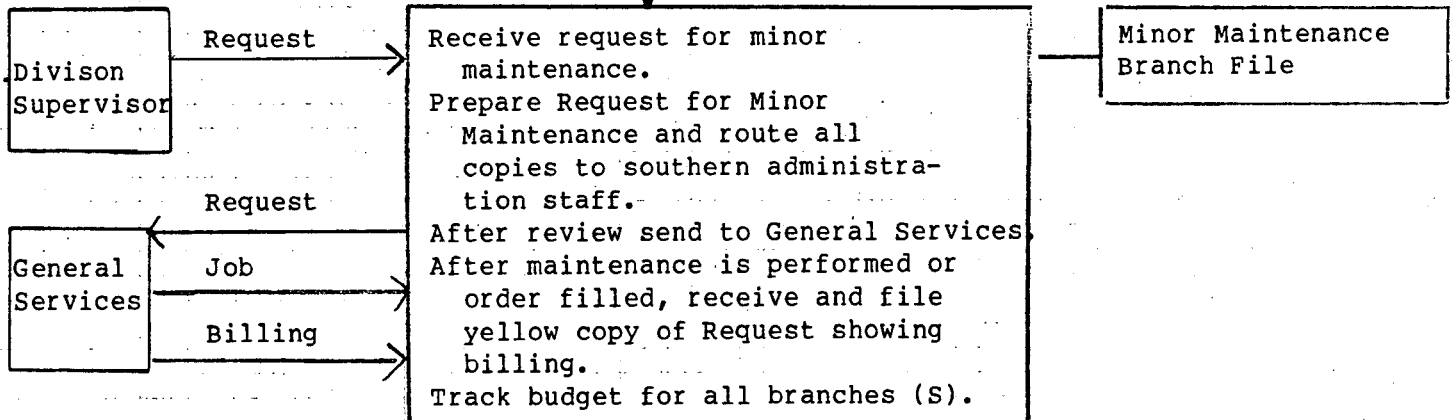 Divison
Supervisor
Request
Receive request for minor
maintenance.
Prepare Request for Minor
Maintenance and route all
copies to southern administra-
tion staff.
After review send to General Services.
After maintenance is performed or
order filled, receive and file
yellow copy of Request showing
billing.
Track budget for all branches (S).
Minor Maintenance
Branch File
Request
General
Services
Job
Billing